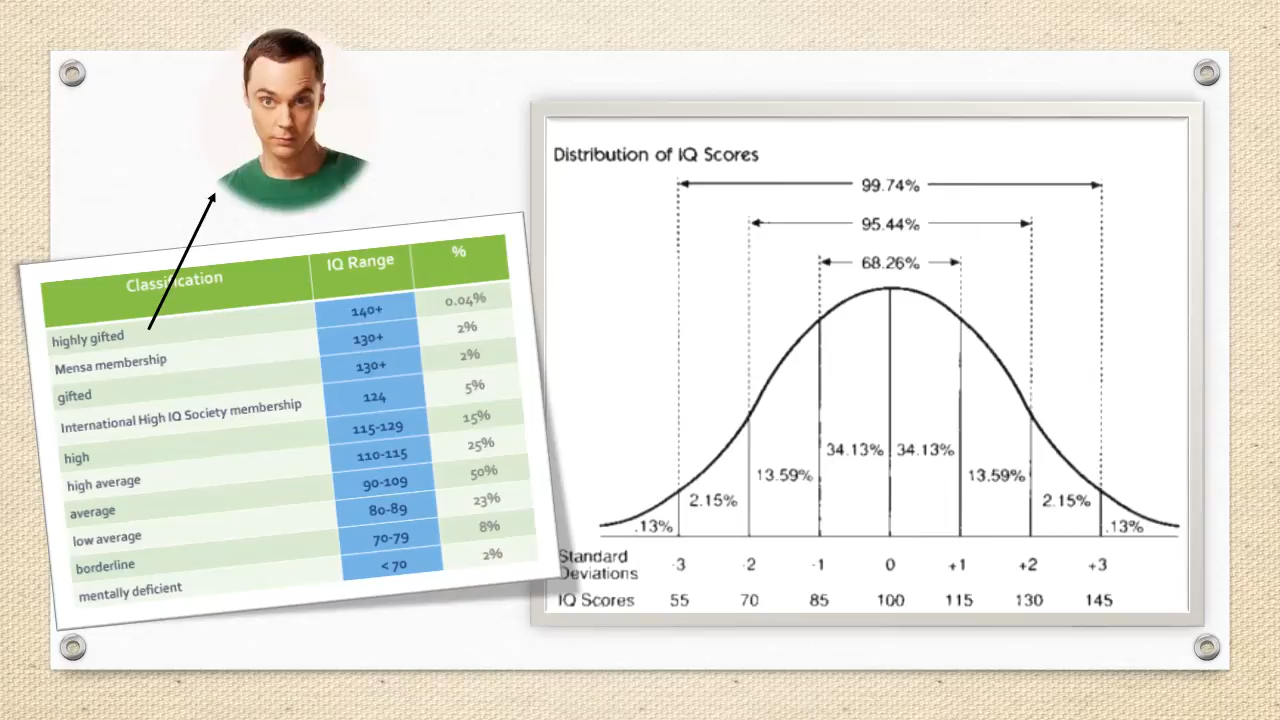 Classification IQ Range %
highly gifted 140+ 0.04%
Mensa membership 130+ 2%
gifted 130+ 2%
International High IQ Society membership 124 5%
high 115-129 15%
high average 110-115 25%
average 90-109 50%
low average 80-89 23%
borderline 70-79 8%
mentally deficient < 70 2%
Distribution of IQ Scores
99.74%
95.44%
68.26%
34.13% 34.13%
13.59% 13.59%
2.15% 2.15%
.13% .13%
Standard
Deviations -3 -2 -1 0 +1 +2 +3
IQ Scores 55 70 85 100 115 130 145